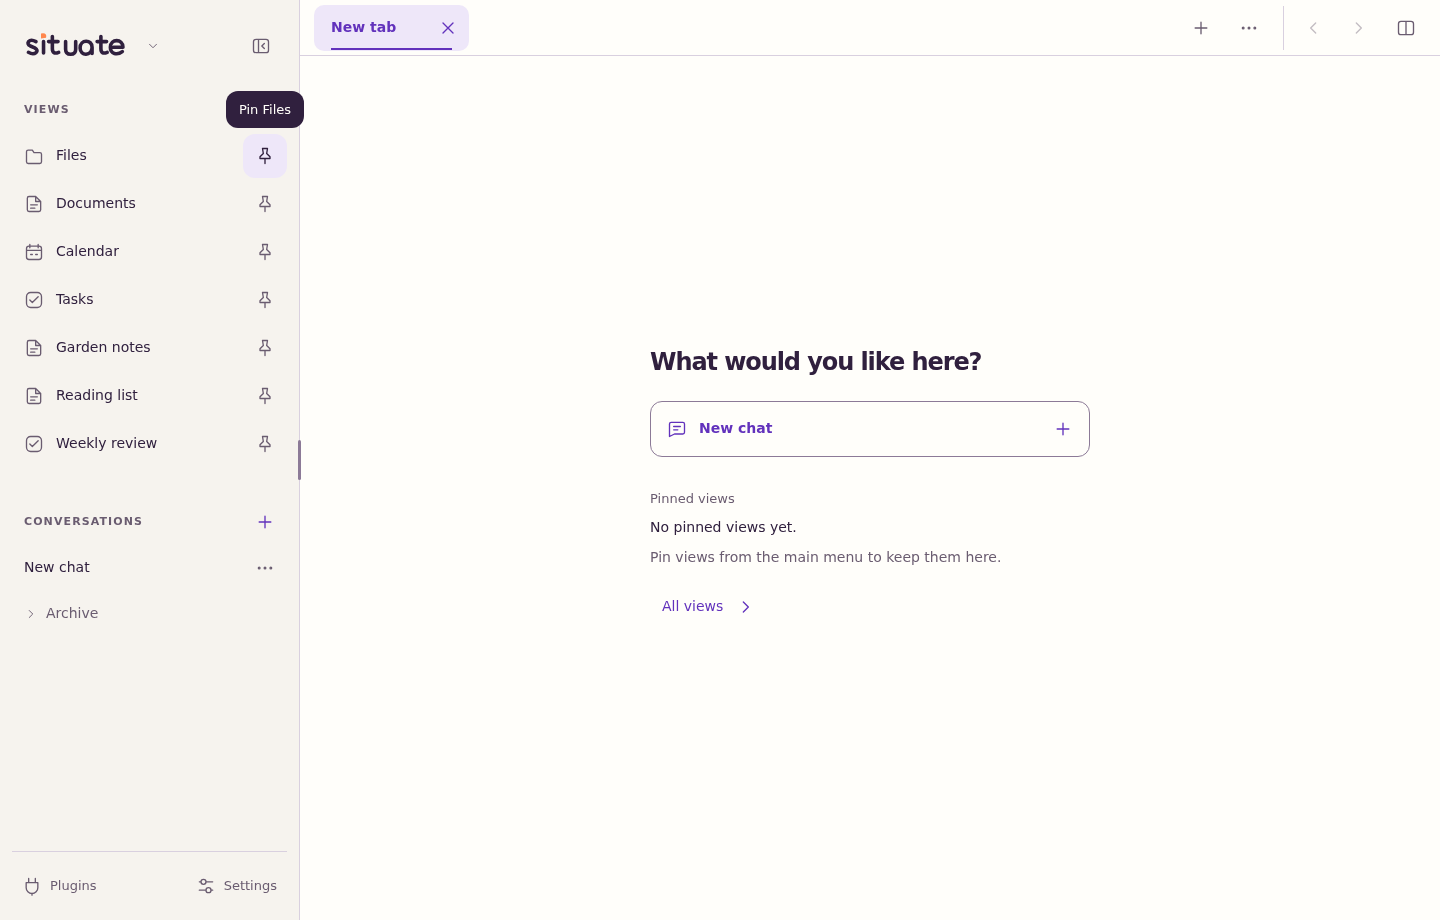 situate
New tab
VIEWS
Pin Files
Files
Documents
Calendar
Tasks
Garden notes
Reading list
Weekly review
CONVERSATIONS
New chat
Archive
Plugins
Settings
What would you like here?
New chat
Pinned views
No pinned views yet.
Pin views from the main menu to keep them here.
All views